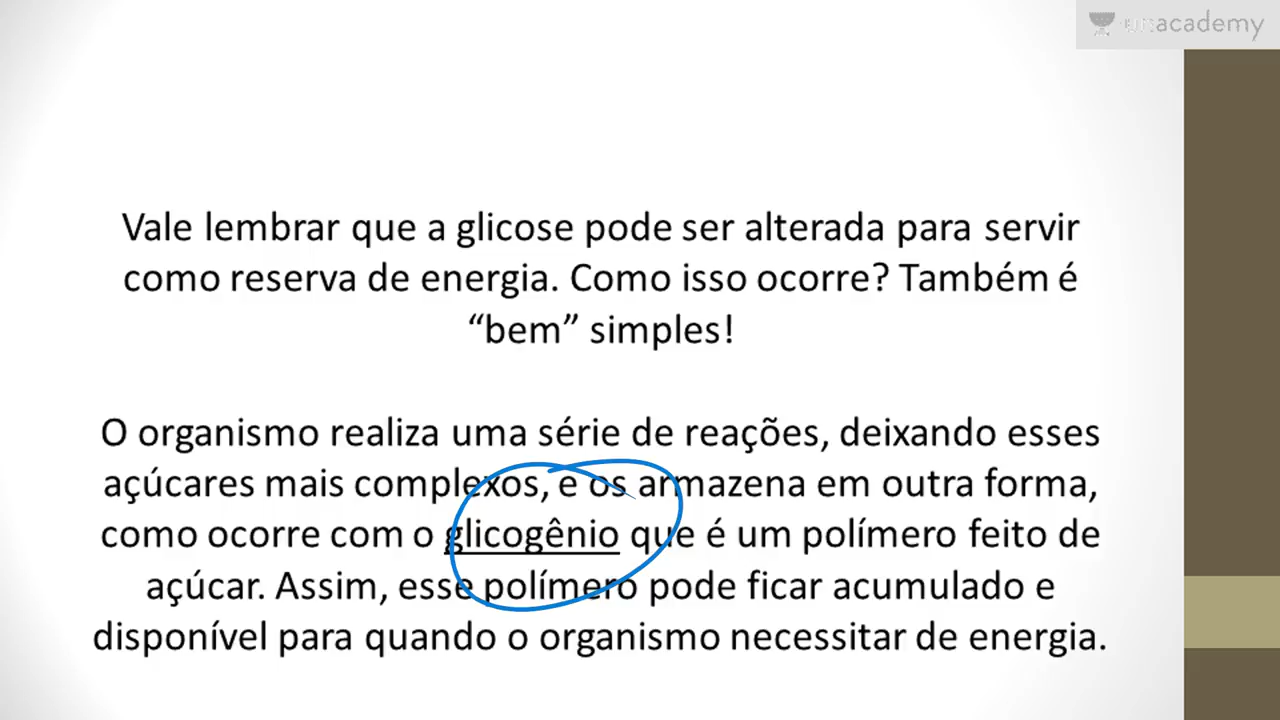 unacademy
Vale lembrar que a glicose pode ser alterada para servir
como reserva de energia. Como isso ocorre? Também é
“bem” simples!
O organismo realiza uma série de reações, deixando esses
açúcares mais complexos, e os armazena em outra forma,
como ocorre com o glicogênio que é um polímero feito de
açúcar. Assim, esse polímero pode ficar acumulado e
disponível para quando o organismo necessitar de energia.